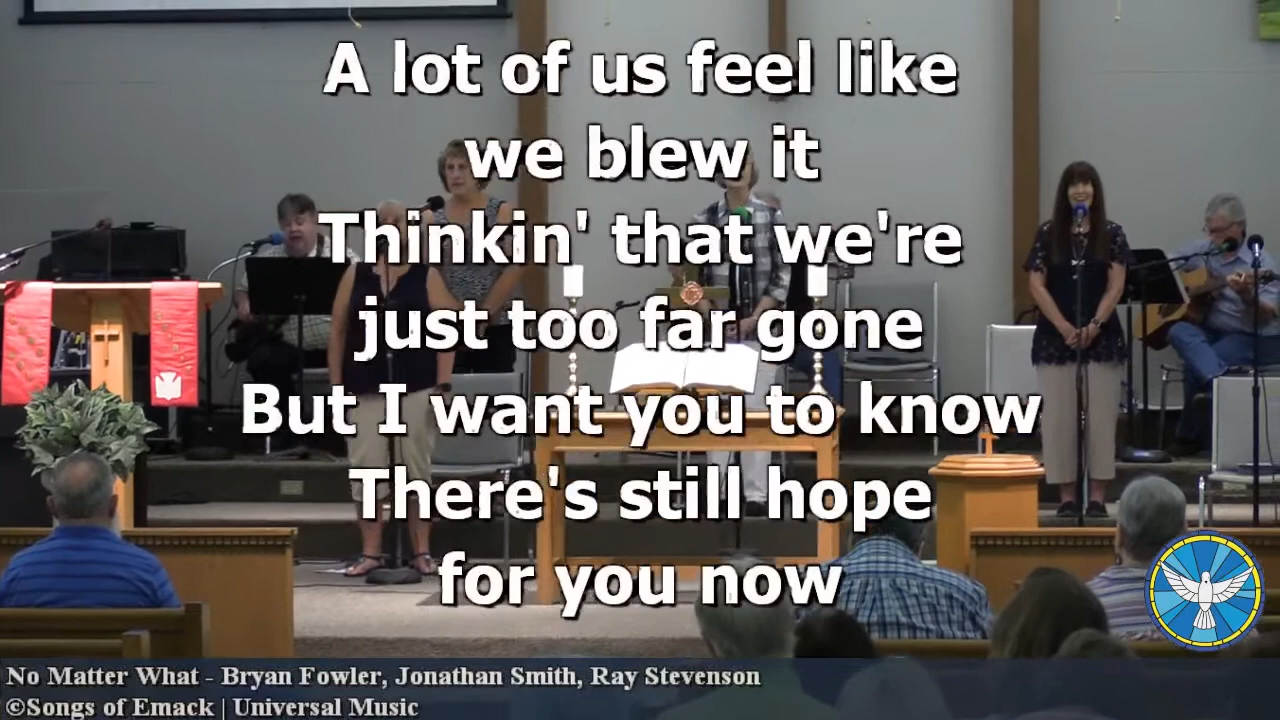 A lot of us feel like
we blew it
Thinkin' that we're
just too far gone
But I want you to know
There's still hope
for you now
No Matter What - Bryan Fowler, Jonathan Smith, Ray Stevenson
©Songs of Emack | Universal Music